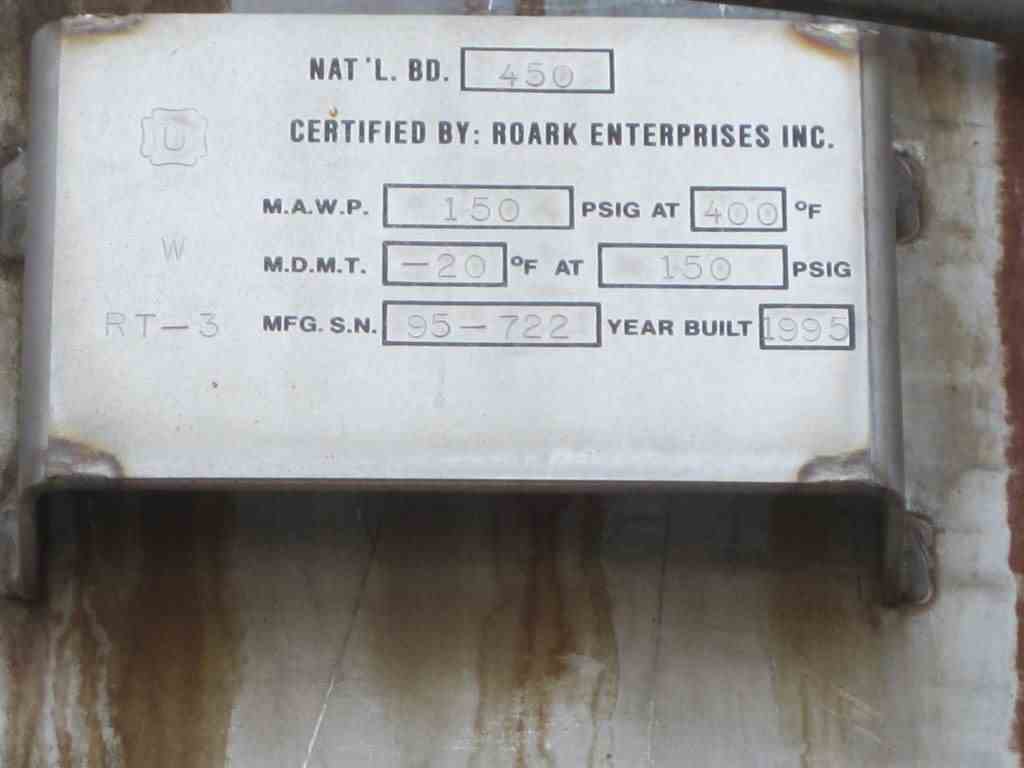 NAT'L. BD. 450
U
CERTIFIED BY: ROARK ENTERPRISES INC.
M.A.W.P. 150 PSIG AT 400 °F
W
M.D.M.T. -20 °F AT 150 PSIG
RT-3
MFG. S.N. 95-722 YEAR BUILT 1995